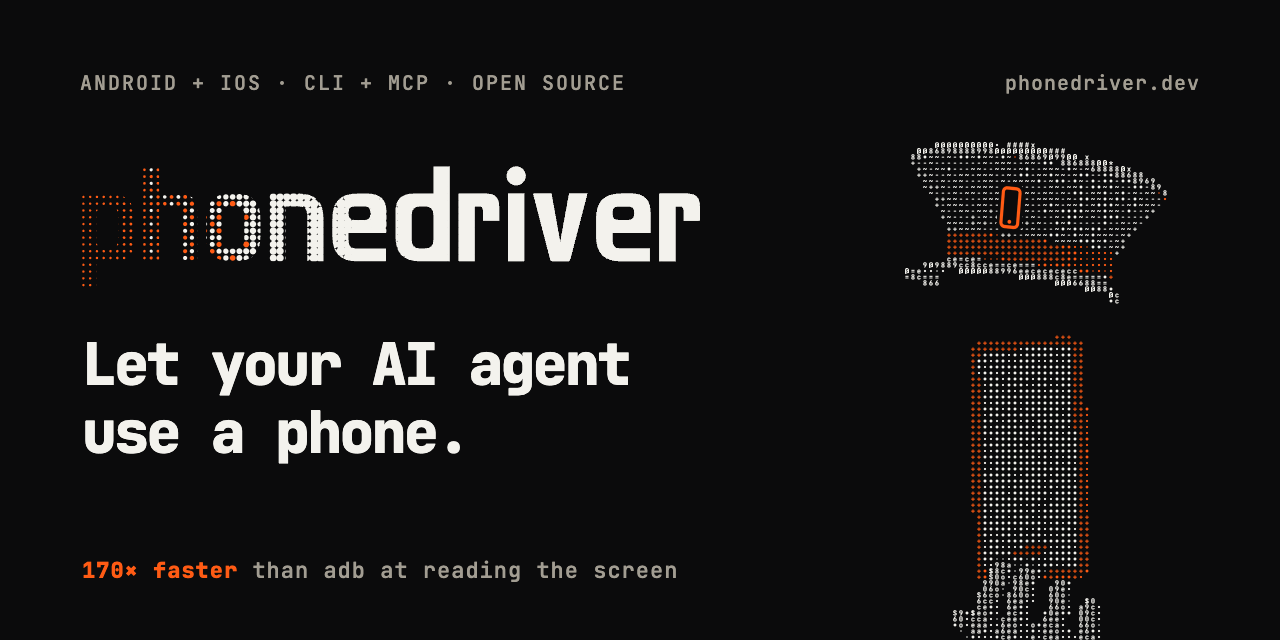 ANDROID + IOS · CLI + MCP · OPEN SOURCE
phonedriver.dev
phonedriver
Let your AI agent
use a phone.
170× faster than adb at reading the screen